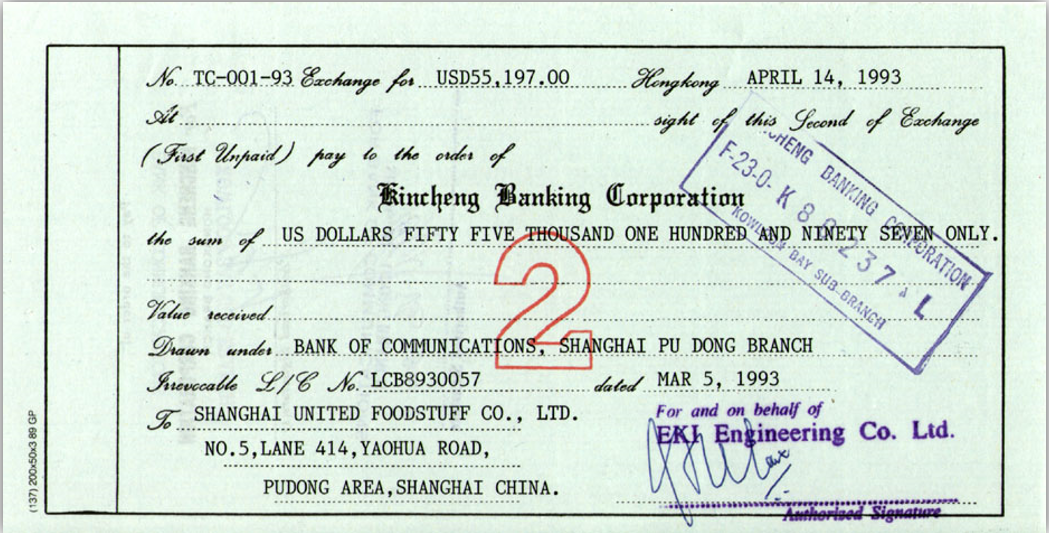 No. TC-001-93 Exchange for USD55,197.00 Hongkong APRIL 14, 1993
At sight of this Second of Exchange
(First Unpaid) pay to the order of
Kincheng Banking Corporation
the sum of US DOLLARS FIFTY FIVE THOUSAND ONE HUNDRED AND NINETY SEVEN ONLY.
2
Value received
Drawn under BANK OF COMMUNICATIONS, SHANGHAI PU DONG BRANCH
Irrevocable L/C No. LCB8930057 dated MAR 5, 1993
To SHANGHAI UNITED FOODSTUFF CO., LTD.
NO.5,LANE 414,YAOHUA ROAD,
PUDONG AREA,SHANGHAI CHINA.
For and on behalf of
EKI Engineering Co. Ltd.
Authorized Signature
BANKING CORPORATION
F-23-0-
L
BAY SUB-BRANCH
(137) 200x50x3 89 GP